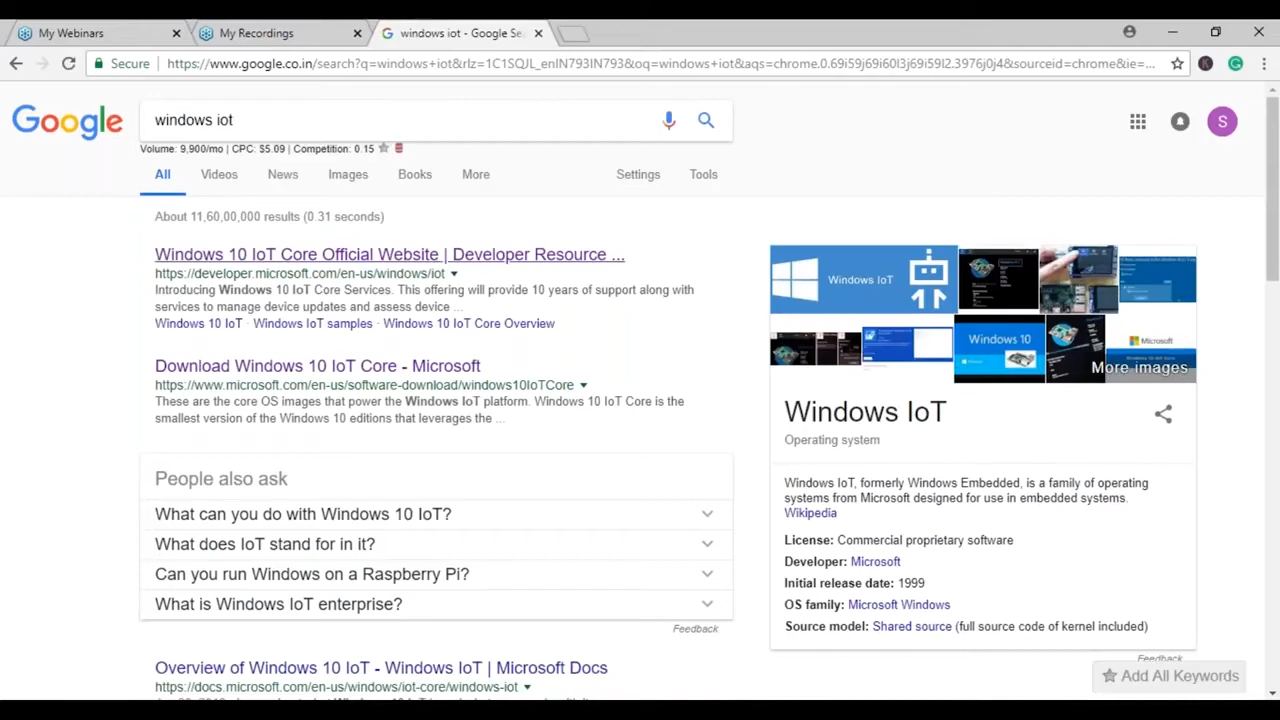 My Webinars
My Recordings
windows iot - Google Se
Secure
https://www.google.co.in/search?q=windows+iot&rlz=1C1SQJL_enIN793IN793&oq=windows+iot&aqs=chrome.0.69i59j69i60l3j69i59l2.3976j0j4&sourceid=chrome&ie=...
Google
windows iot
S
Volume: 9,900/mo | CPC: $5.09 | Competition: 0.15
All
Videos
News
Images
Books
More
Settings
Tools
About 11,60,00,000 results (0.31 seconds)
Windows 10 IoT Core Official Website | Developer Resource ...
https://developer.microsoft.com/en-us/windows/iot
Introducing Windows 10 IoT Core Services. This offering will provide 10 years of support along with
services to manage device updates and assess device ...
Windows 10 IoT · Windows IoT samples · Windows 10 IoT Core Overview
Download Windows 10 IoT Core - Microsoft
https://www.microsoft.com/en-us/software-download/windows10IoTCore
These are the core OS images that power the Windows IoT platform. Windows 10 IoT Core is the
smallest version of the Windows 10 editions that leverages the ...
People also ask
What can you do with Windows 10 IoT?
What does IoT stand for in it?
Can you run Windows on a Raspberry Pi?
What is Windows IoT enterprise?
Feedback
Overview of Windows 10 IoT - Windows IoT | Microsoft Docs
https://docs.microsoft.com/en-us/windows/iot-core/windows-iot
Windows IoT
Windows 10
Microsoft
More images
Windows IoT
Operating system
Windows IoT, formerly Windows Embedded, is a family of operating
systems from Microsoft designed for use in embedded systems.
Wikipedia
License: Commercial proprietary software
Developer: Microsoft
Initial release date: 1999
OS family: Microsoft Windows
Source model: Shared source (full source code of kernel included)
Feedback
Add All Keywords